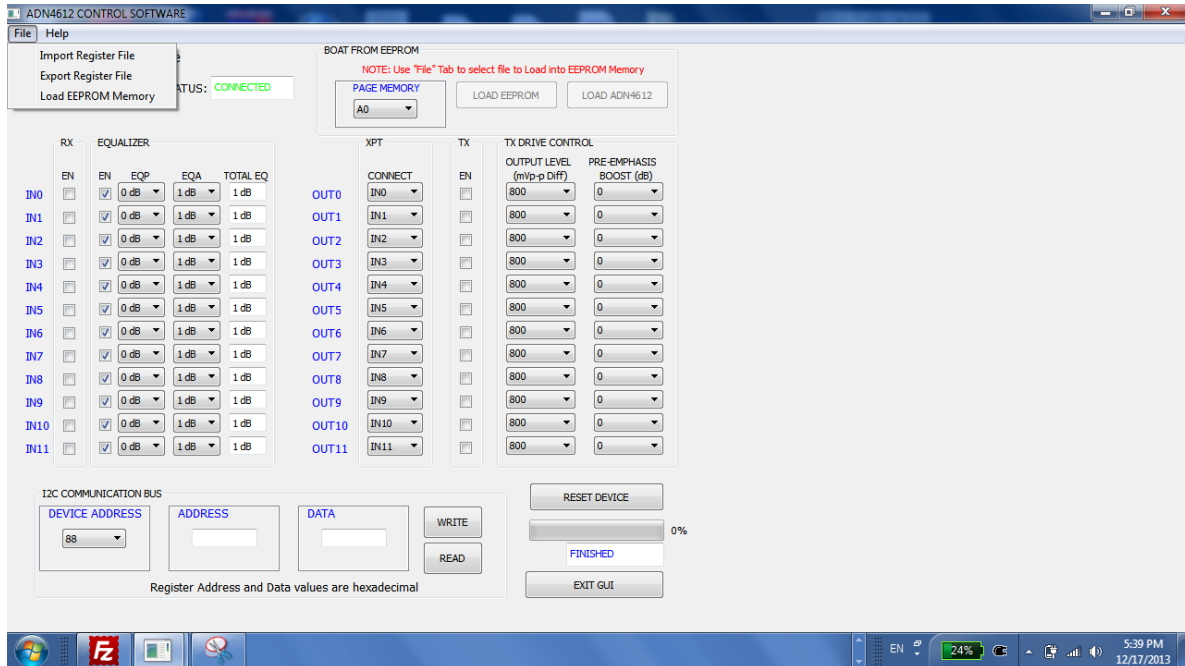 ADN4612 CONTROL SOFTWARE
File Help
Import Register File
Export Register File
Load EEPROM Memory
STATUS: CONNECTED
BOAT FROM EEPROM
NOTE: Use "File" Tab to select file to Load into EEPROM Memory
PAGE MEMORY
A0
LOAD EEPROM
LOAD ADN4612
RX EQUALIZER XPT TX TX DRIVE CONTROL
OUTPUT LEVEL PRE-EMPHASIS
EN EN EQP EQA TOTAL EQ CONNECT EN (mVp-p Diff) BOOST (dB)
IN0 0 dB 1 dB 1 dB OUT0 IN0 800 0
IN1 0 dB 1 dB 1 dB OUT1 IN1 800 0
IN2 0 dB 1 dB 1 dB OUT2 IN2 800 0
IN3 0 dB 1 dB 1 dB OUT3 IN3 800 0
IN4 0 dB 1 dB 1 dB OUT4 IN4 800 0
IN5 0 dB 1 dB 1 dB OUT5 IN5 800 0
IN6 0 dB 1 dB 1 dB OUT6 IN6 800 0
IN7 0 dB 1 dB 1 dB OUT7 IN7 800 0
IN8 0 dB 1 dB 1 dB OUT8 IN8 800 0
IN9 0 dB 1 dB 1 dB OUT9 IN9 800 0
IN10 0 dB 1 dB 1 dB OUT10 IN10 800 0
IN11 0 dB 1 dB 1 dB OUT11 IN11 800 0
I2C COMMUNICATION BUS
DEVICE ADDRESS ADDRESS DATA
88
WRITE
READ
Register Address and Data values are hexadecimal
RESET DEVICE
0%
FINISHED
EXIT GUI
Fz
EN 24% 5:39 PM
12/17/2013